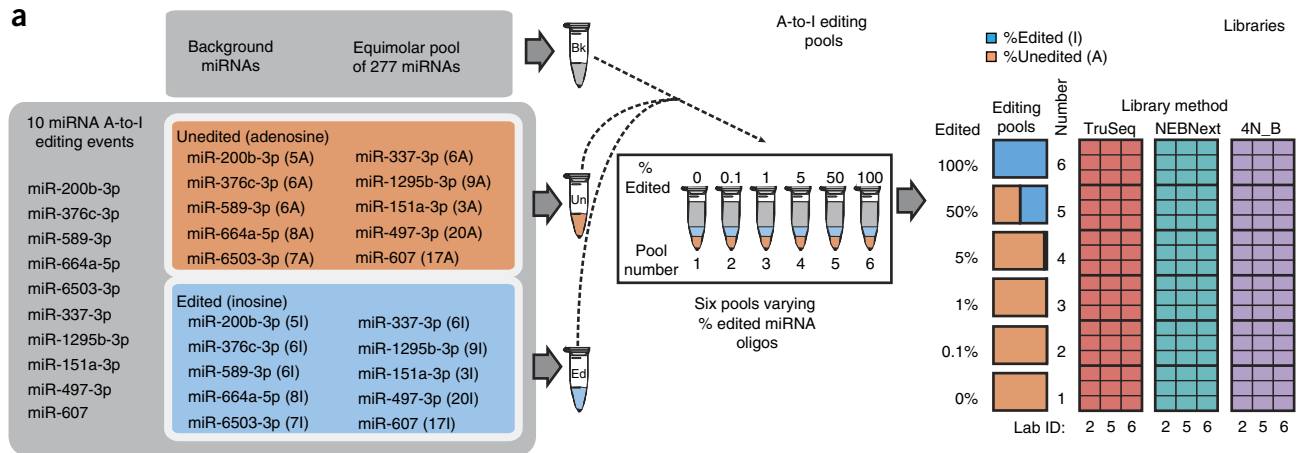 a
Background
miRNAs
Equimolar pool
of 277 miRNAs
Bk
10 miRNA A-to-I
editing events
miR-200b-3p
miR-376c-3p
miR-589-3p
miR-664a-5p
miR-6503-3p
miR-337-3p
miR-1295b-3p
miR-151a-3p
miR-497-3p
miR-607
Unedited (adenosine)
miR-200b-3p (5A)
miR-376c-3p (6A)
miR-589-3p (6A)
miR-664a-5p (8A)
miR-6503-3p (7A)
miR-337-3p (6A)
miR-1295b-3p (9A)
miR-151a-3p (3A)
miR-497-3p (20A)
miR-607 (17A)
Un
Edited (inosine)
miR-200b-3p (5I)
miR-376c-3p (6I)
miR-589-3p (6I)
miR-664a-5p (8I)
miR-6503-3p (7I)
miR-337-3p (6I)
miR-1295b-3p (9I)
miR-151a-3p (3I)
miR-497-3p (20I)
miR-607 (17I)
Ed
A-to-I editing
pools
%
Edited
0 0.1 1 5 50 100
Pool
number
1 2 3 4 5 6
Six pools varying
% edited miRNA
oligos
%Edited (I)
%Unedited (A)
Libraries
Edited
Editing
pools
Number
Library method
TruSeq NEBNext 4N_B
100% 6
50% 5
5% 4
1% 3
0.1% 2
0% 1
Lab ID: 2 5 6 2 5 6 2 5 6